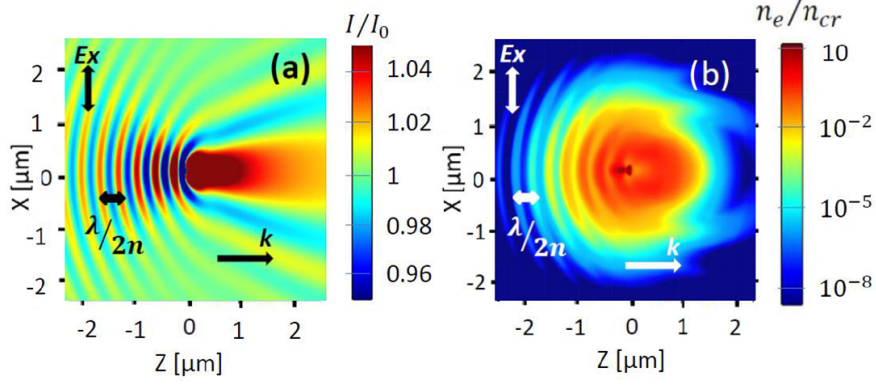 I/I₀
nₑ/n_cr
Ex
(a)
2
1
0
-1
-2
X [µm]
λ/2n
k
-2
-1
0
1
2
Z [µm]
1.04
1.02
1
0.98
0.96
Ex
(b)
2
1
0
-1
-2
X [µm]
λ/2n
k
-2
-1
0
1
2
Z [µm]
10
10⁻²
10⁻⁵
10⁻⁸